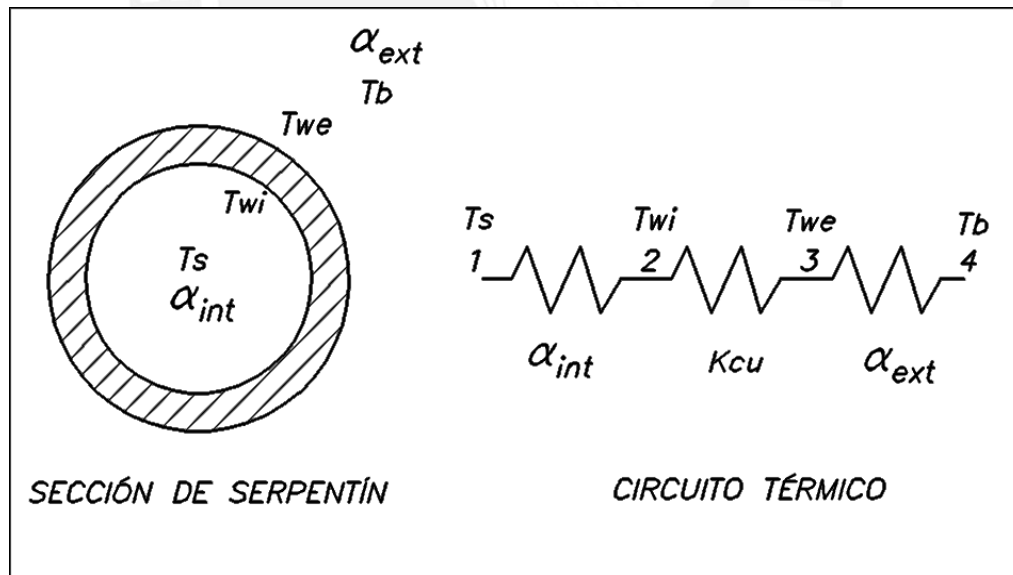 αext
Tb
Twe
Twi
Ts
αint
Ts Twi Twe Tb
1 2 3 4
αint Kcu αext
SECCIÓN DE SERPENTÍN
CIRCUITO TÉRMICO